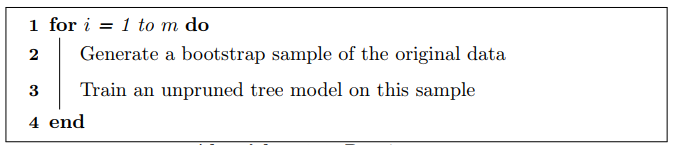 1 for i = 1 to m do
2 Generate a bootstrap sample of the original data
3 Train an unpruned tree model on this sample
4 end